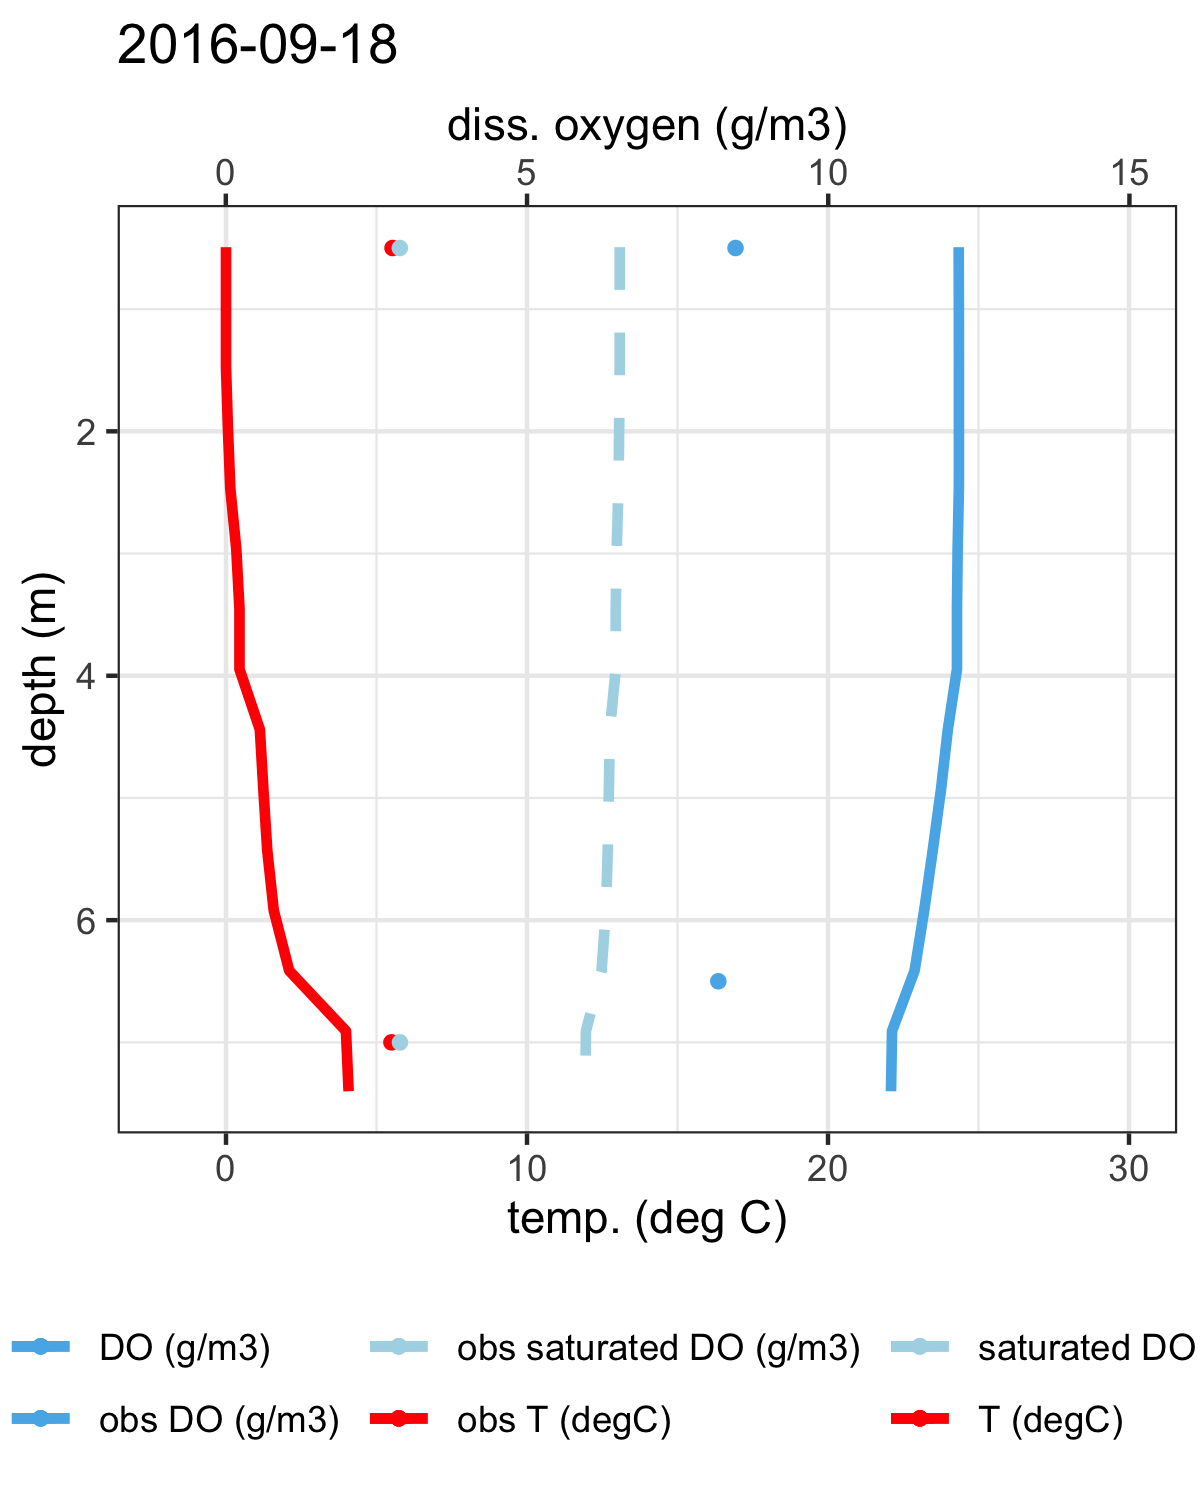 2016-09-18
diss. oxygen (g/m3)
0 5 10 15
2
4
6
depth (m)
0 10 20 30
temp. (deg C)
DO (g/m3) obs saturated DO (g/m3) saturated DO
obs DO (g/m3) obs T (degC) T (degC)